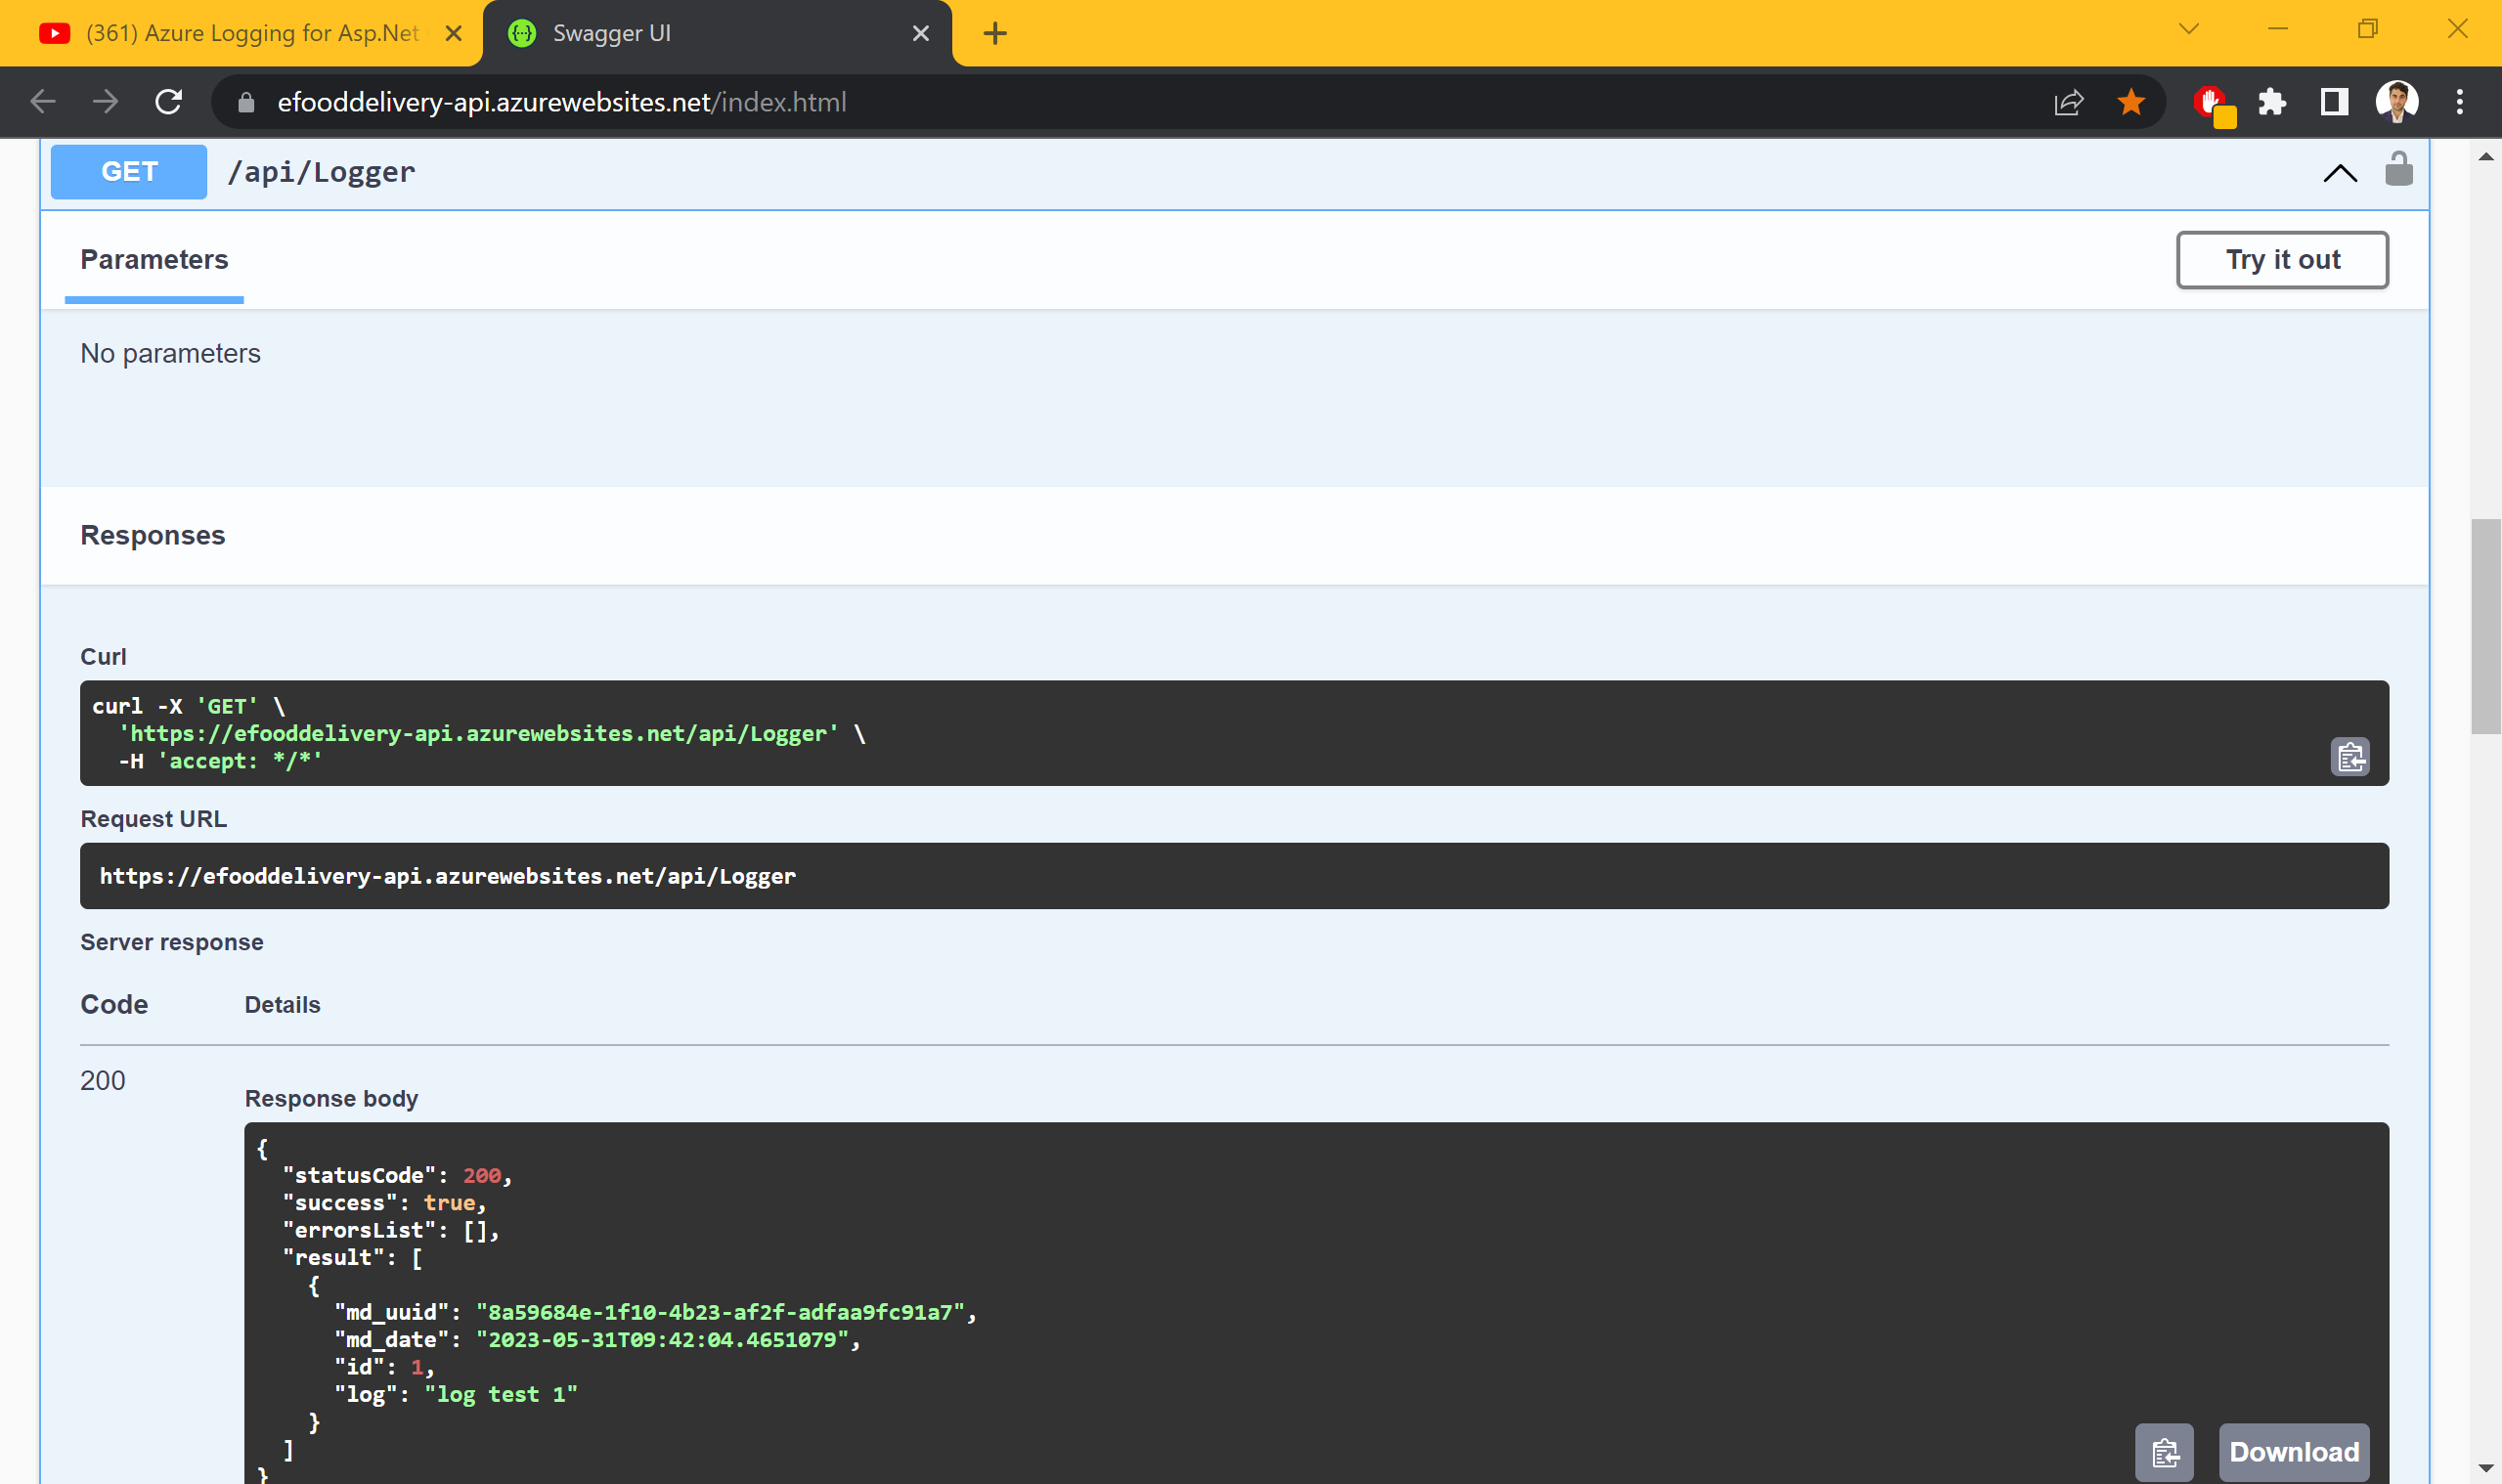 (361) Azure Logging for Asp.Net
Swagger UI
efooddelivery-api.azurewebsites.net/index.html
GET /api/Logger
Parameters
Try it out
No parameters
Responses
Curl
curl -X 'GET' \
  'https://efooddelivery-api.azurewebsites.net/api/Logger' \
  -H 'accept: */*'
Request URL
https://efooddelivery-api.azurewebsites.net/api/Logger
Server response
Code Details
200
Response body
{
  "statusCode": 200,
  "success": true,
  "errorsList": [],
  "result": [
    {
      "md_uuid": "8a59684e-1f10-4b23-af2f-adfaa9fc91a7",
      "md_date": "2023-05-31T09:42:04.4651079",
      "id": 1,
      "log": "log test 1"
    }
  ]
}
Download